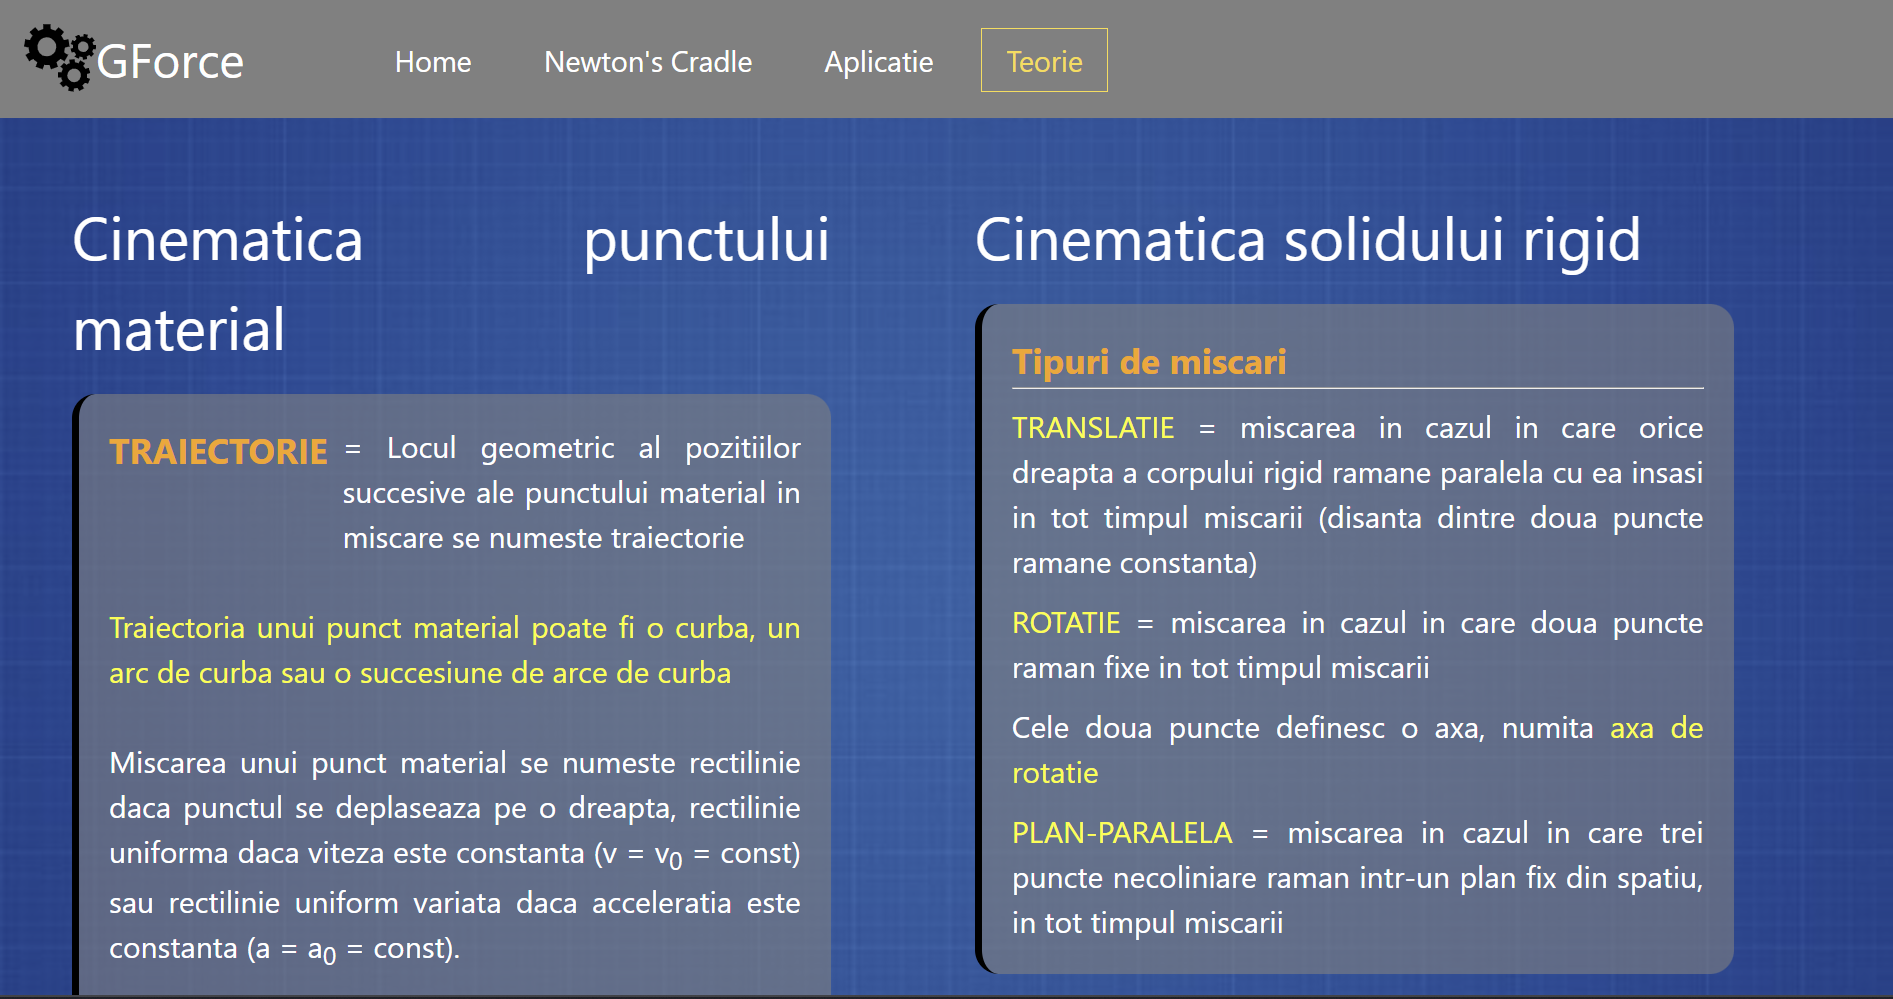 GForce
Home
Newton's Cradle
Aplicatie
Teorie
Cinematica punctului
material
TRAIECTORIE = Locul geometric al pozitiilor
succesive ale punctului material in
miscare se numeste traiectorie
Traiectoria unui punct material poate fi o curba, un
arc de curba sau o succesiune de arce de curba
Miscarea unui punct material se numeste rectilinie
daca punctul se deplaseaza pe o dreapta, rectilinie
uniforma daca viteza este constanta (v = v₀ = const)
sau rectilinie uniform variata daca acceleratia este
constanta (a = a₀ = const).
Cinematica solidului rigid
Tipuri de miscari
TRANSLATIE = miscarea in cazul in care orice
dreapta a corpului rigid ramane paralela cu ea insasi
in tot timpul miscarii (disanta dintre doua puncte
ramane constanta)
ROTATIE = miscarea in cazul in care doua puncte
raman fixe in tot timpul miscarii
Cele doua puncte definesc o axa, numita axa de
rotatie
PLAN-PARALELA = miscarea in cazul in care trei
puncte necoliniare raman intr-un plan fix din spatiu,
in tot timpul miscarii